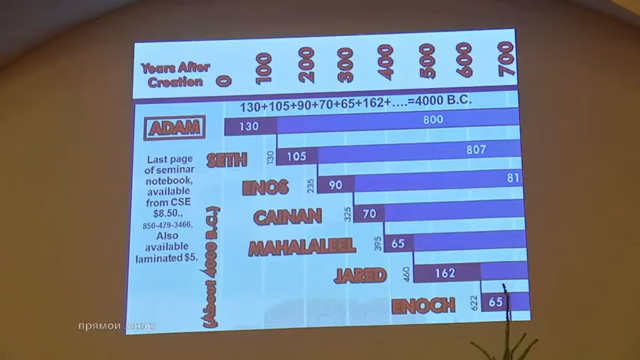 Years After
Creation
0 100 200 300 400 500 600 700
130+105+90+70+65+162+....=4000 B.C.
ADAM 130 800
SETH 130 105 807
ENOS 235 90 81
CAINAN 325 70
MAHALALEEL 395 65
JARED 460 162
ENOCH 622 65
Last page
of seminar
notebook,
available
from CSE
$8.50.,
850-479-3466,
Also
available
laminated $5.
(About 4000 B.C.)
прямой